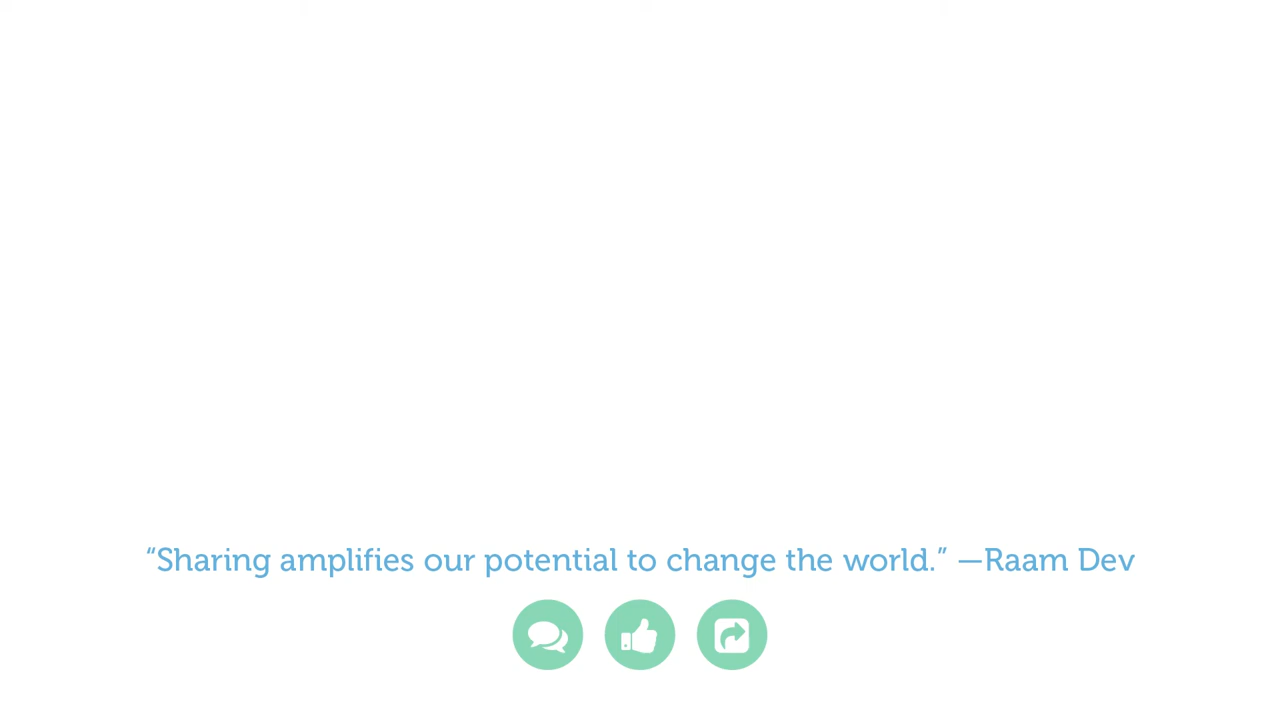 “Sharing amplifies our potential to change the world.” —Raam Dev